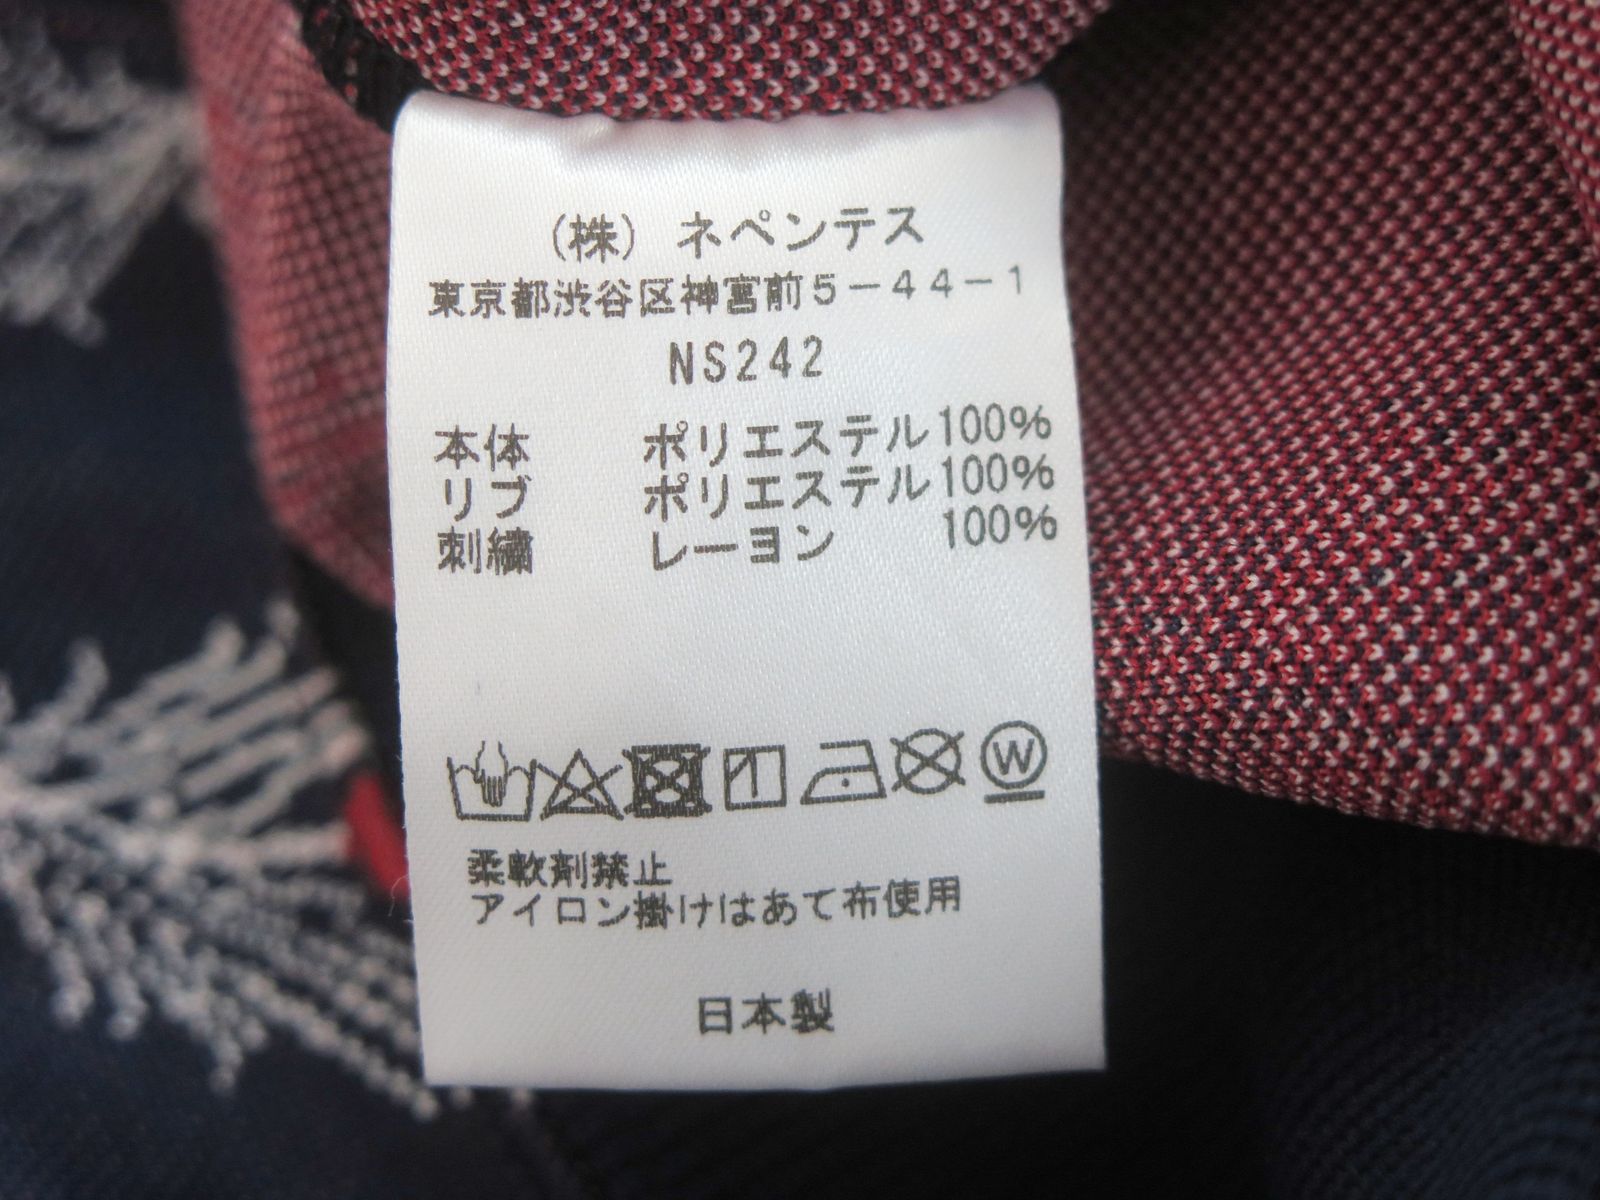 (株) ネペンテス
東京都渋谷区神宮前5-44-1
NS242
本体 ポリエステル100%
リブ ポリエステル100%
刺繍 レーヨン 100%
W
柔軟剤禁止
アイロン掛けはあて布使用
日本製